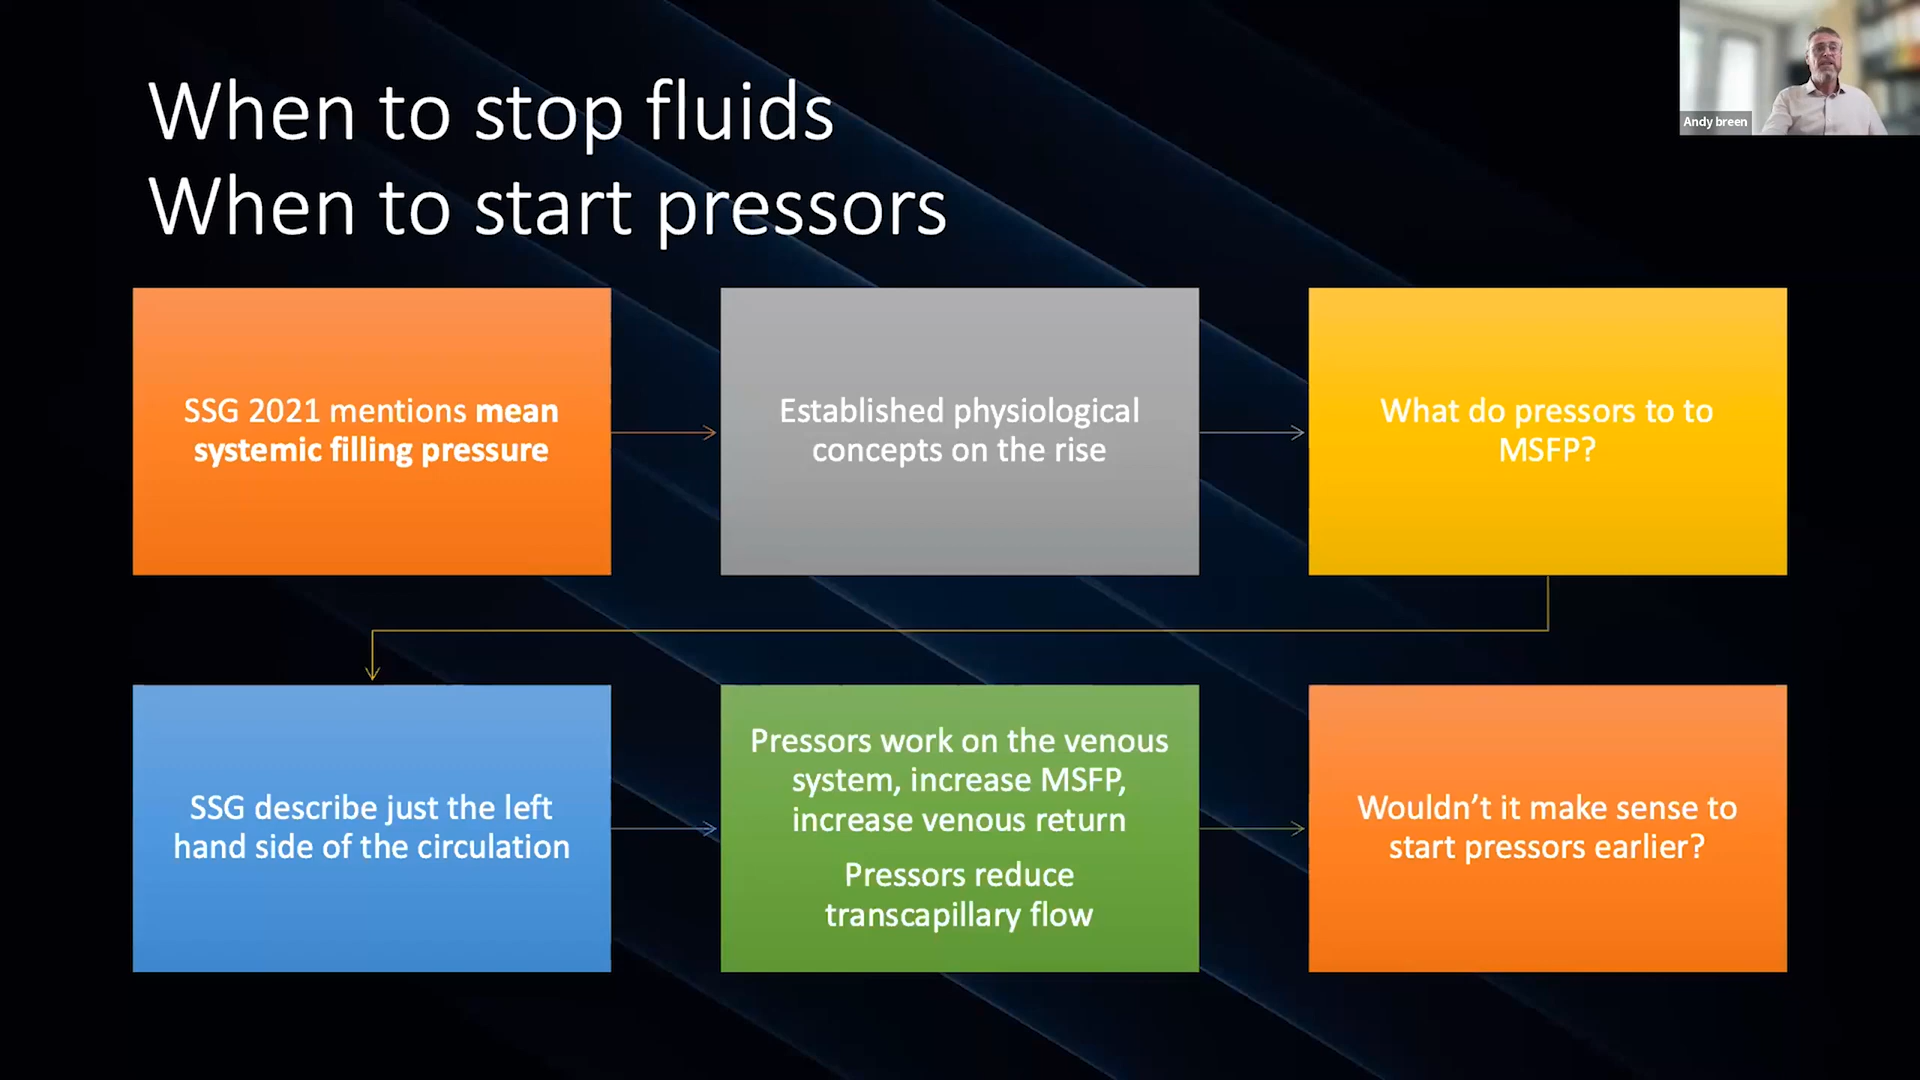 When to stop fluids
When to start pressors
Andy breen
SSG 2021 mentions mean
systemic filling pressure
Established physiological
concepts on the rise
What do pressors to to
MSFP?
SSG describe just the left
hand side of the circulation
Pressors work on the venous
system, increase MSFP,
increase venous return
Pressors reduce
transcapillary flow
Wouldn’t it make sense to
start pressors earlier?